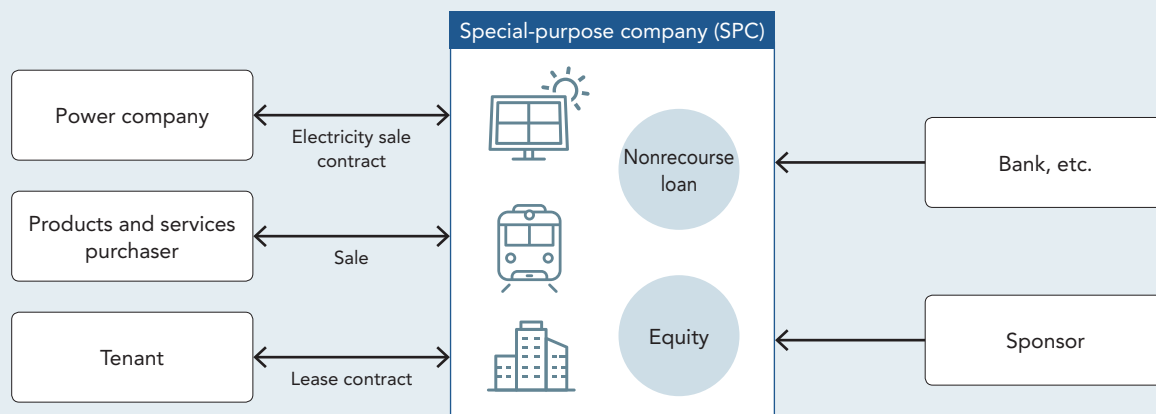 Special-purpose company (SPC)
Power company
Electricity sale
contract
Products and services
purchaser
Sale
Tenant
Lease contract
Nonrecourse
loan
Equity
Bank, etc.
Sponsor